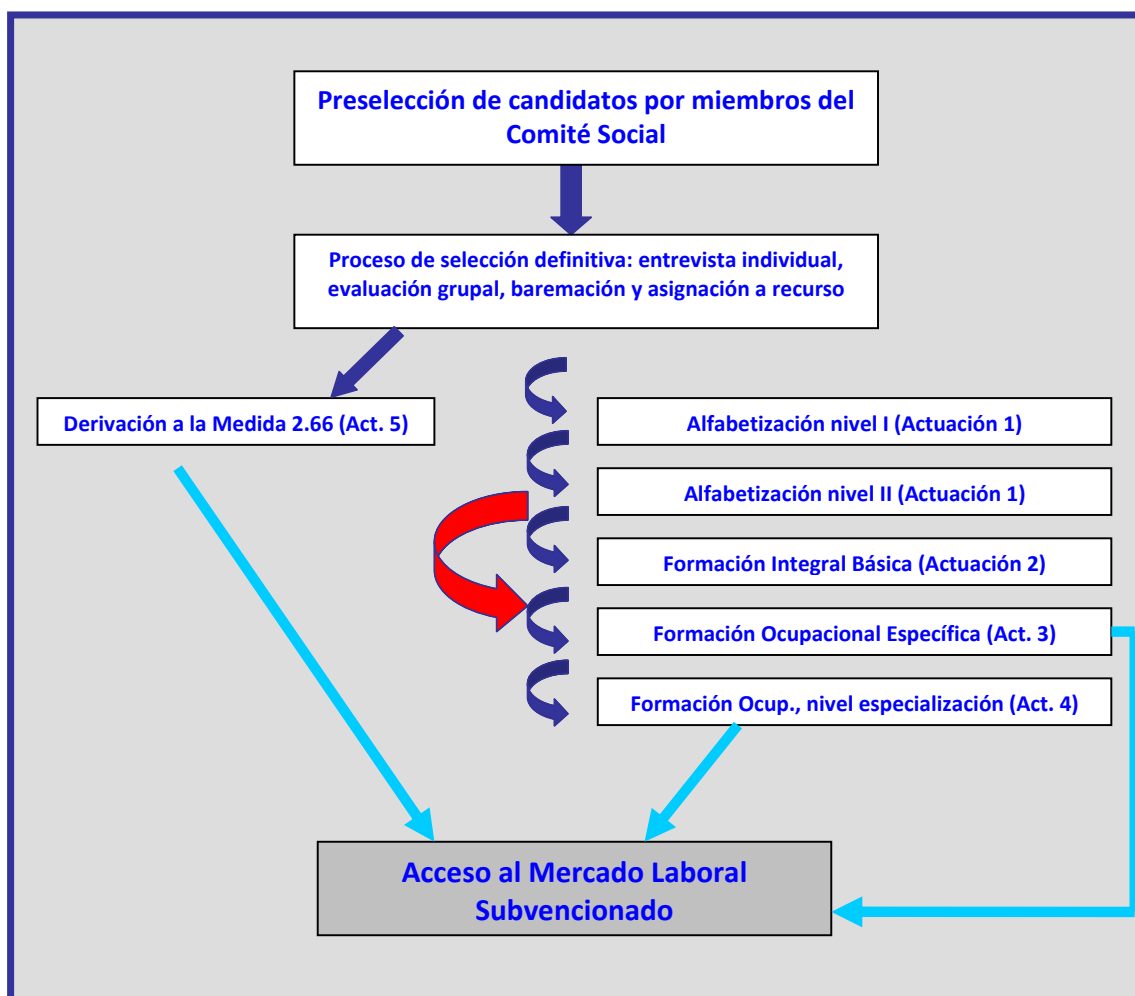 Preselección de candidatos por miembros del
Comité Social
Proceso de selección definitiva: entrevista individual,
evaluación grupal, baremación y asignación a recurso
Derivación a la Medida 2.66 (Act. 5)
Alfabetización nivel I (Actuación 1)
Alfabetización nivel II (Actuación 1)
Formación Integral Básica (Actuación 2)
Formación Ocupacional Específica (Act. 3)
Formación Ocup., nivel especialización (Act. 4)
Acceso al Mercado Laboral
Subvencionado